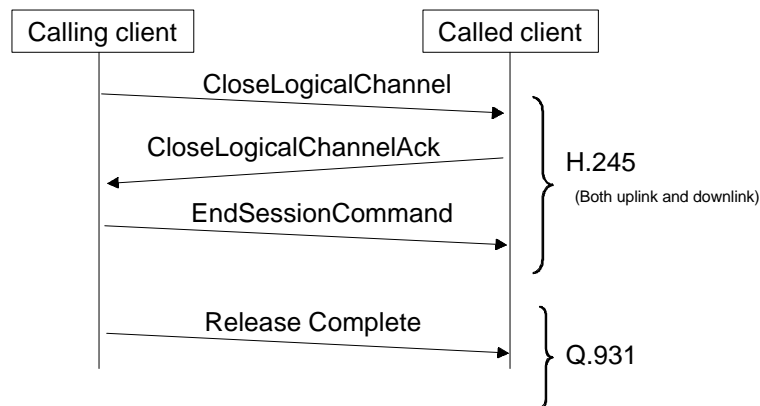 Calling client
Called client
CloseLogicalChannel
CloseLogicalChannelAck
H.245
(Both uplink and downlink)
EndSessionCommand
Release Complete
Q.931